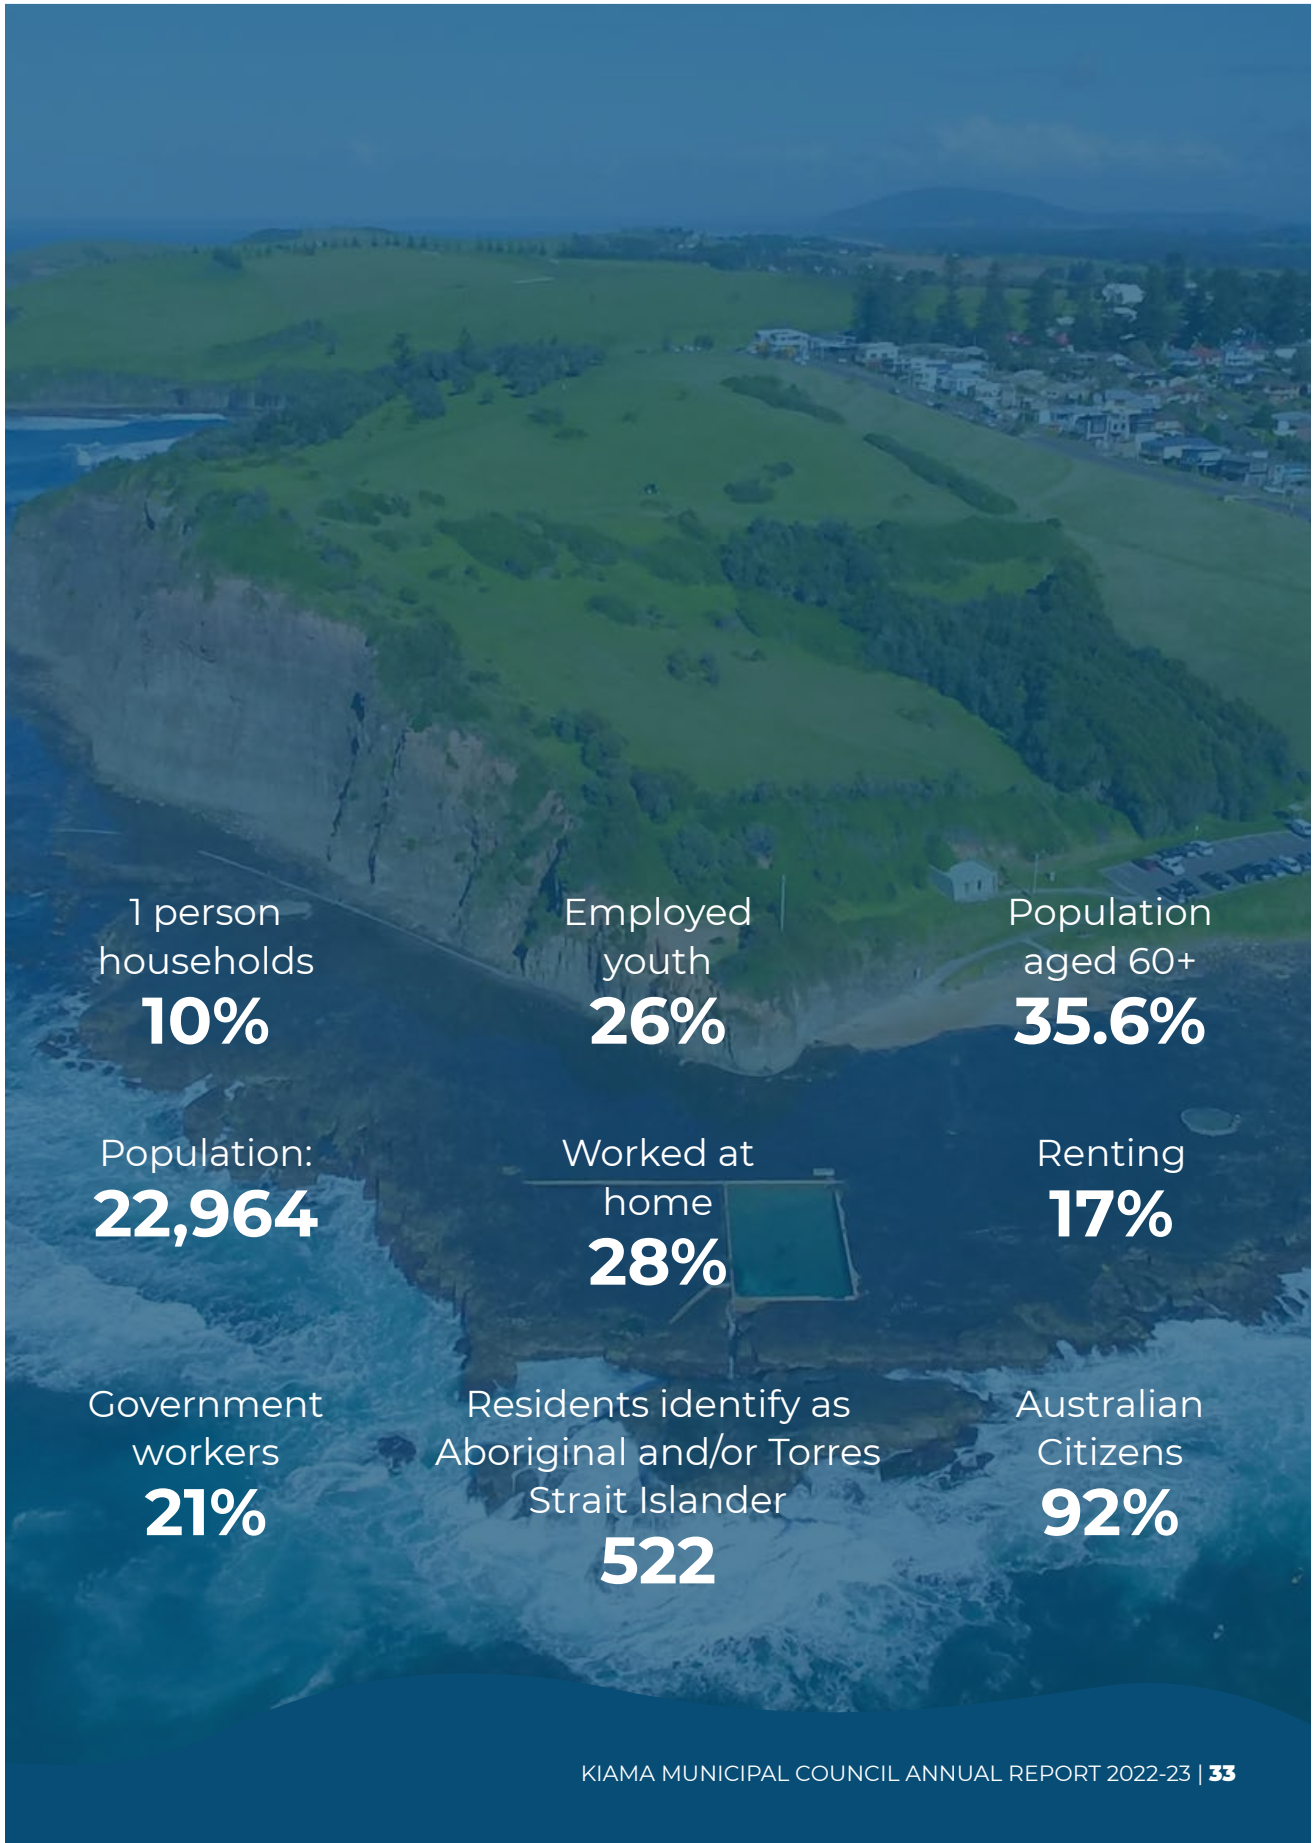 1 person
households
10%
Employed
youth
26%
Population
aged 60+
35.6%
Population:
22,964
Worked at
home
28%
Renting
17%
Government
workers
21%
Residents identify as
Aboriginal and/or Torres
Strait Islander
522
Australian
Citizens
92%
KIAMA MUNICIPAL COUNCIL ANNUAL REPORT 2022-23 | 33